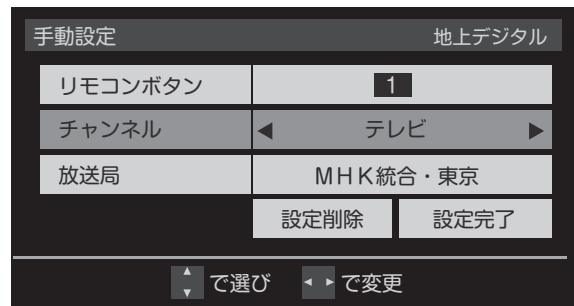 手動設定 地上デジタル
リモコンボタン 1
チャンネル ◀ テレビ ▶
放送局 MHK統合・東京
設定削除 設定完了
で選び で変更